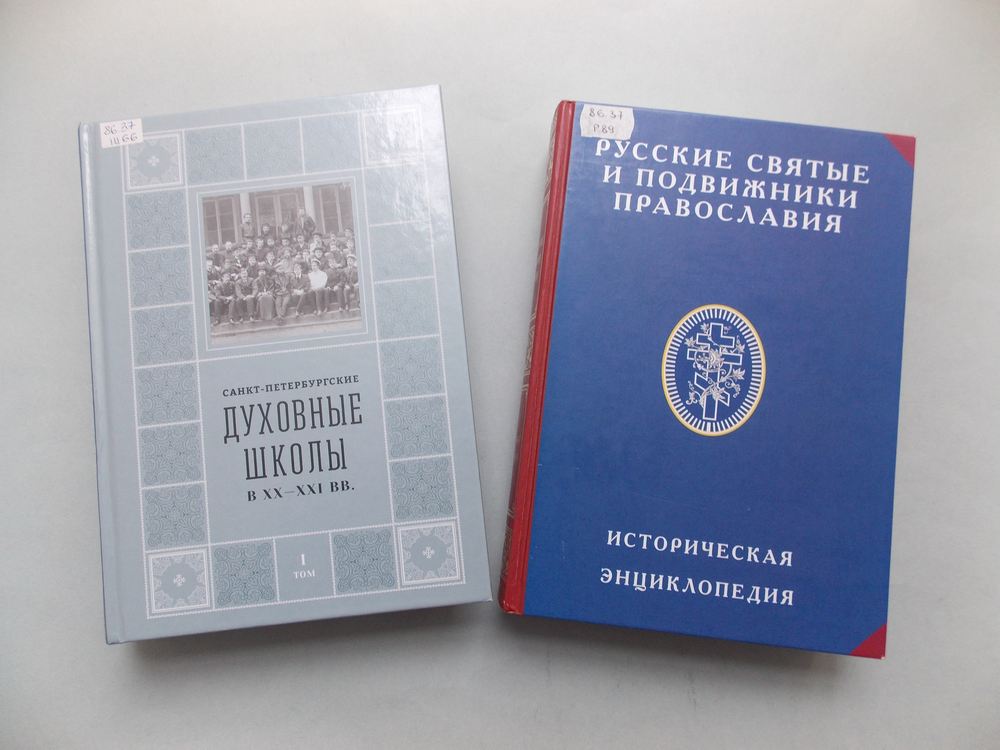 86.37
Ш66
САНКТ-ПЕТЕРБУРГСКИЕ
ДУХОВНЫЕ
ШКОЛЫ
В XX—XXI ВВ.
I
ТОМ
86.37
Р89
РУССКИЕ СВЯТЫЕ
И ПОДВИЖНИКИ
ПРАВОСЛАВИЯ
ИСТОРИЧЕСКАЯ
ЭНЦИКЛОПЕДИЯ